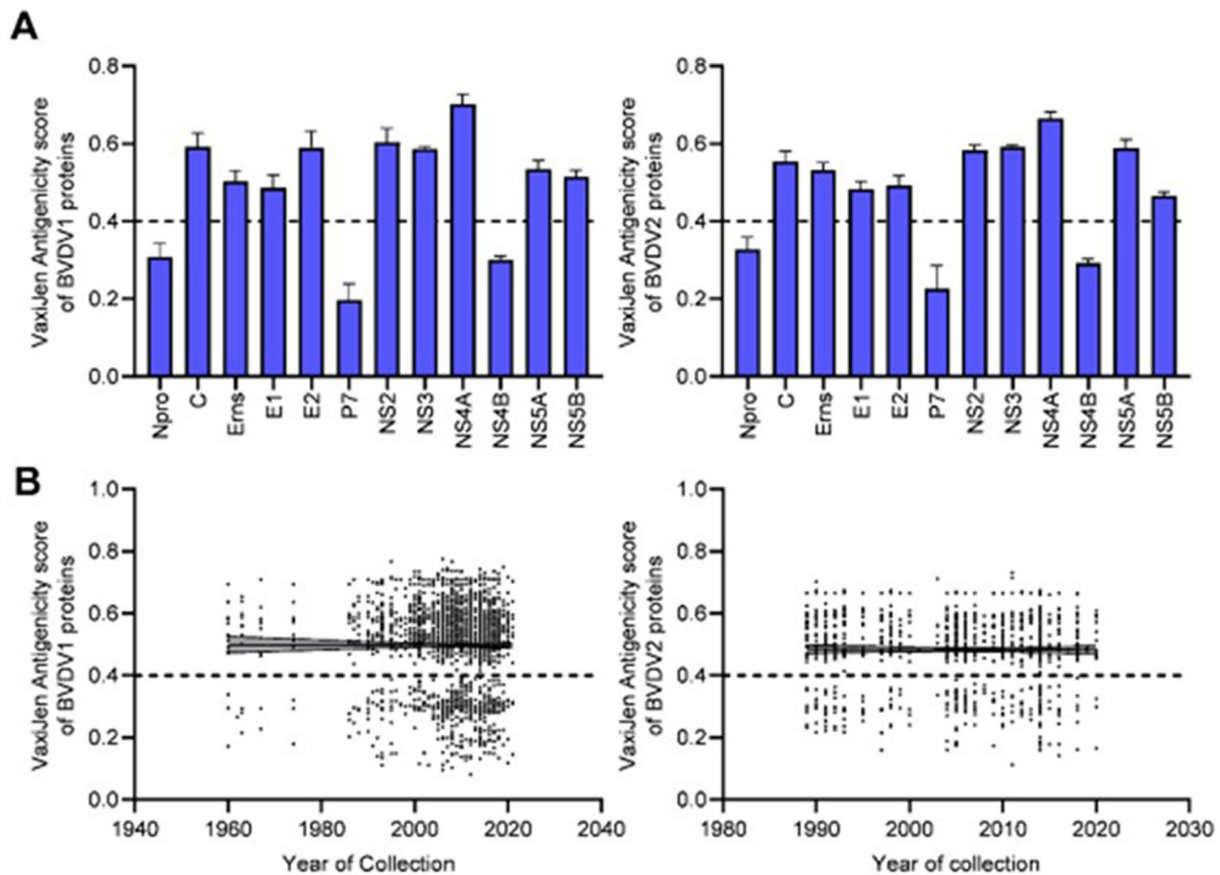 A
VaxiJen Antigenicity score
of BVDV1 proteins
0.8
0.6
0.4
0.2
0.0
Npro
C
Erns
E1
E2
P7
NS2
NS3
NS4A
NS4B
NS5A
NS5B
VaxiJen Antigenicity score
of BVDV2 proteins
0.8
0.6
0.4
0.2
0.0
Npro
C
Erns
E1
E2
P7
NS2
NS3
NS4A
NS4B
NS5A
NS5B
B
VaxiJen Antigenicity score
of BVDV1 proteins
1.0
0.8
0.6
0.4
0.2
0.0
1940
1960
1980
2000
2020
2040
Year of Collection
VaxiJen Antigenicity score
of BVDV2 proteins
1.0
0.8
0.6
0.4
0.2
0.0
1980
1990
2000
2010
2020
2030
Year of collection